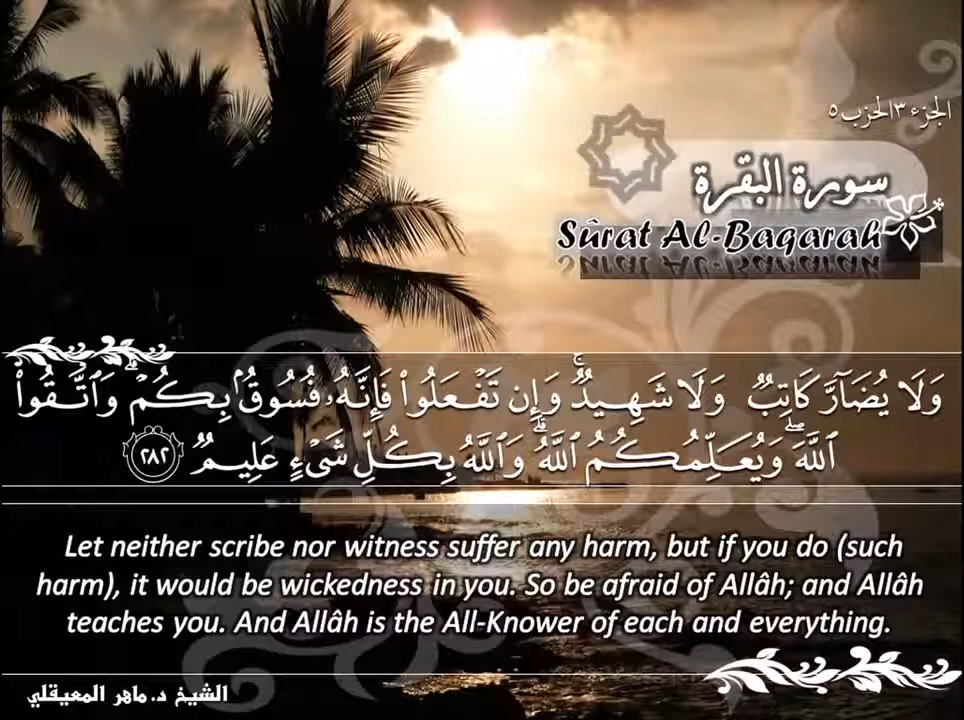 الجزء ٣ الحزب ٥
سورة البقرة
Sûrat Al-Baqarah
وَلَا يُضَآرَّ كَاتِبٌ وَلَا شَهِيدٌ ۚ وَإِن تَفْعَلُوا۟ فَإِنَّهُۥ فُسُوقٌۢ بِكُمْ ۗ وَٱتَّقُوا۟
ٱللَّهَ ۖ وَيُعَلِّمُكُمُ ٱللَّهُ ۗ وَٱللَّهُ بِكُلِّ شَىْءٍ عَلِيمٌ ٢٨٢
Let neither scribe nor witness suffer any harm, but if you do (such
harm), it would be wickedness in you. So be afraid of Allâh; and Allâh
teaches you. And Allâh is the All-Knower of each and everything.
الشيخ د. ماهر المعيقلي